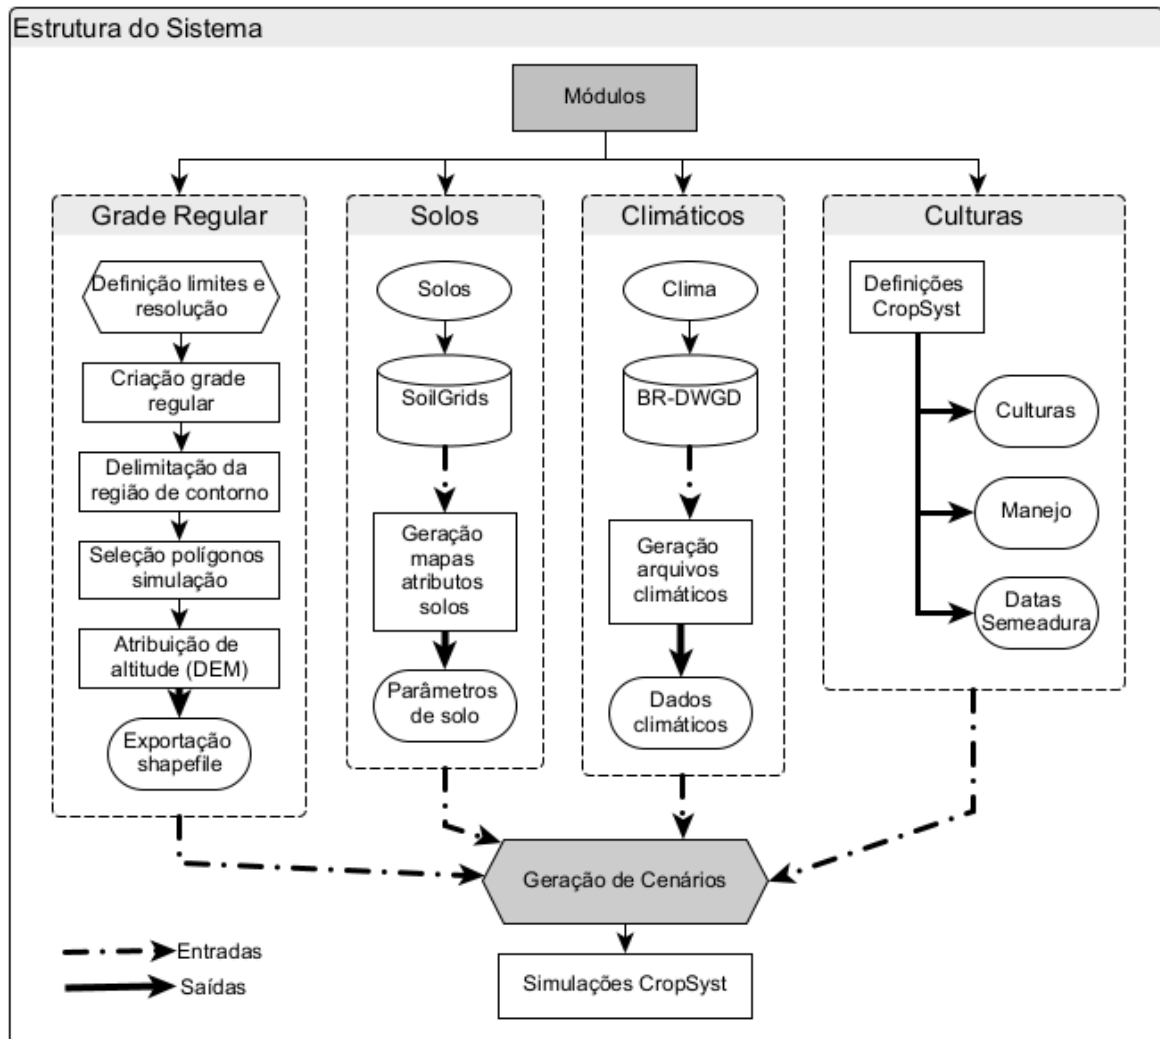 Estrutura do Sistema
Módulos
Grade Regular
Definição limites e
resolução
Criação grade
regular
Delimitação da
região de contorno
Seleção polígonos
simulação
Atribuição de
altitude (DEM)
Exportação
shapefile
Solos
Solos
SoilGrids
Geração
mapas
atributos
solos
Parâmetros
de solo
Climáticos
Clima
BR-DWGD
Geração
arquivos
climáticos
Dados
climáticos
Culturas
Definições
CropSyst
Culturas
Manejo
Datas
Semeadura
Geração de Cenários
Simulações CropSyst
Entradas
Saídas